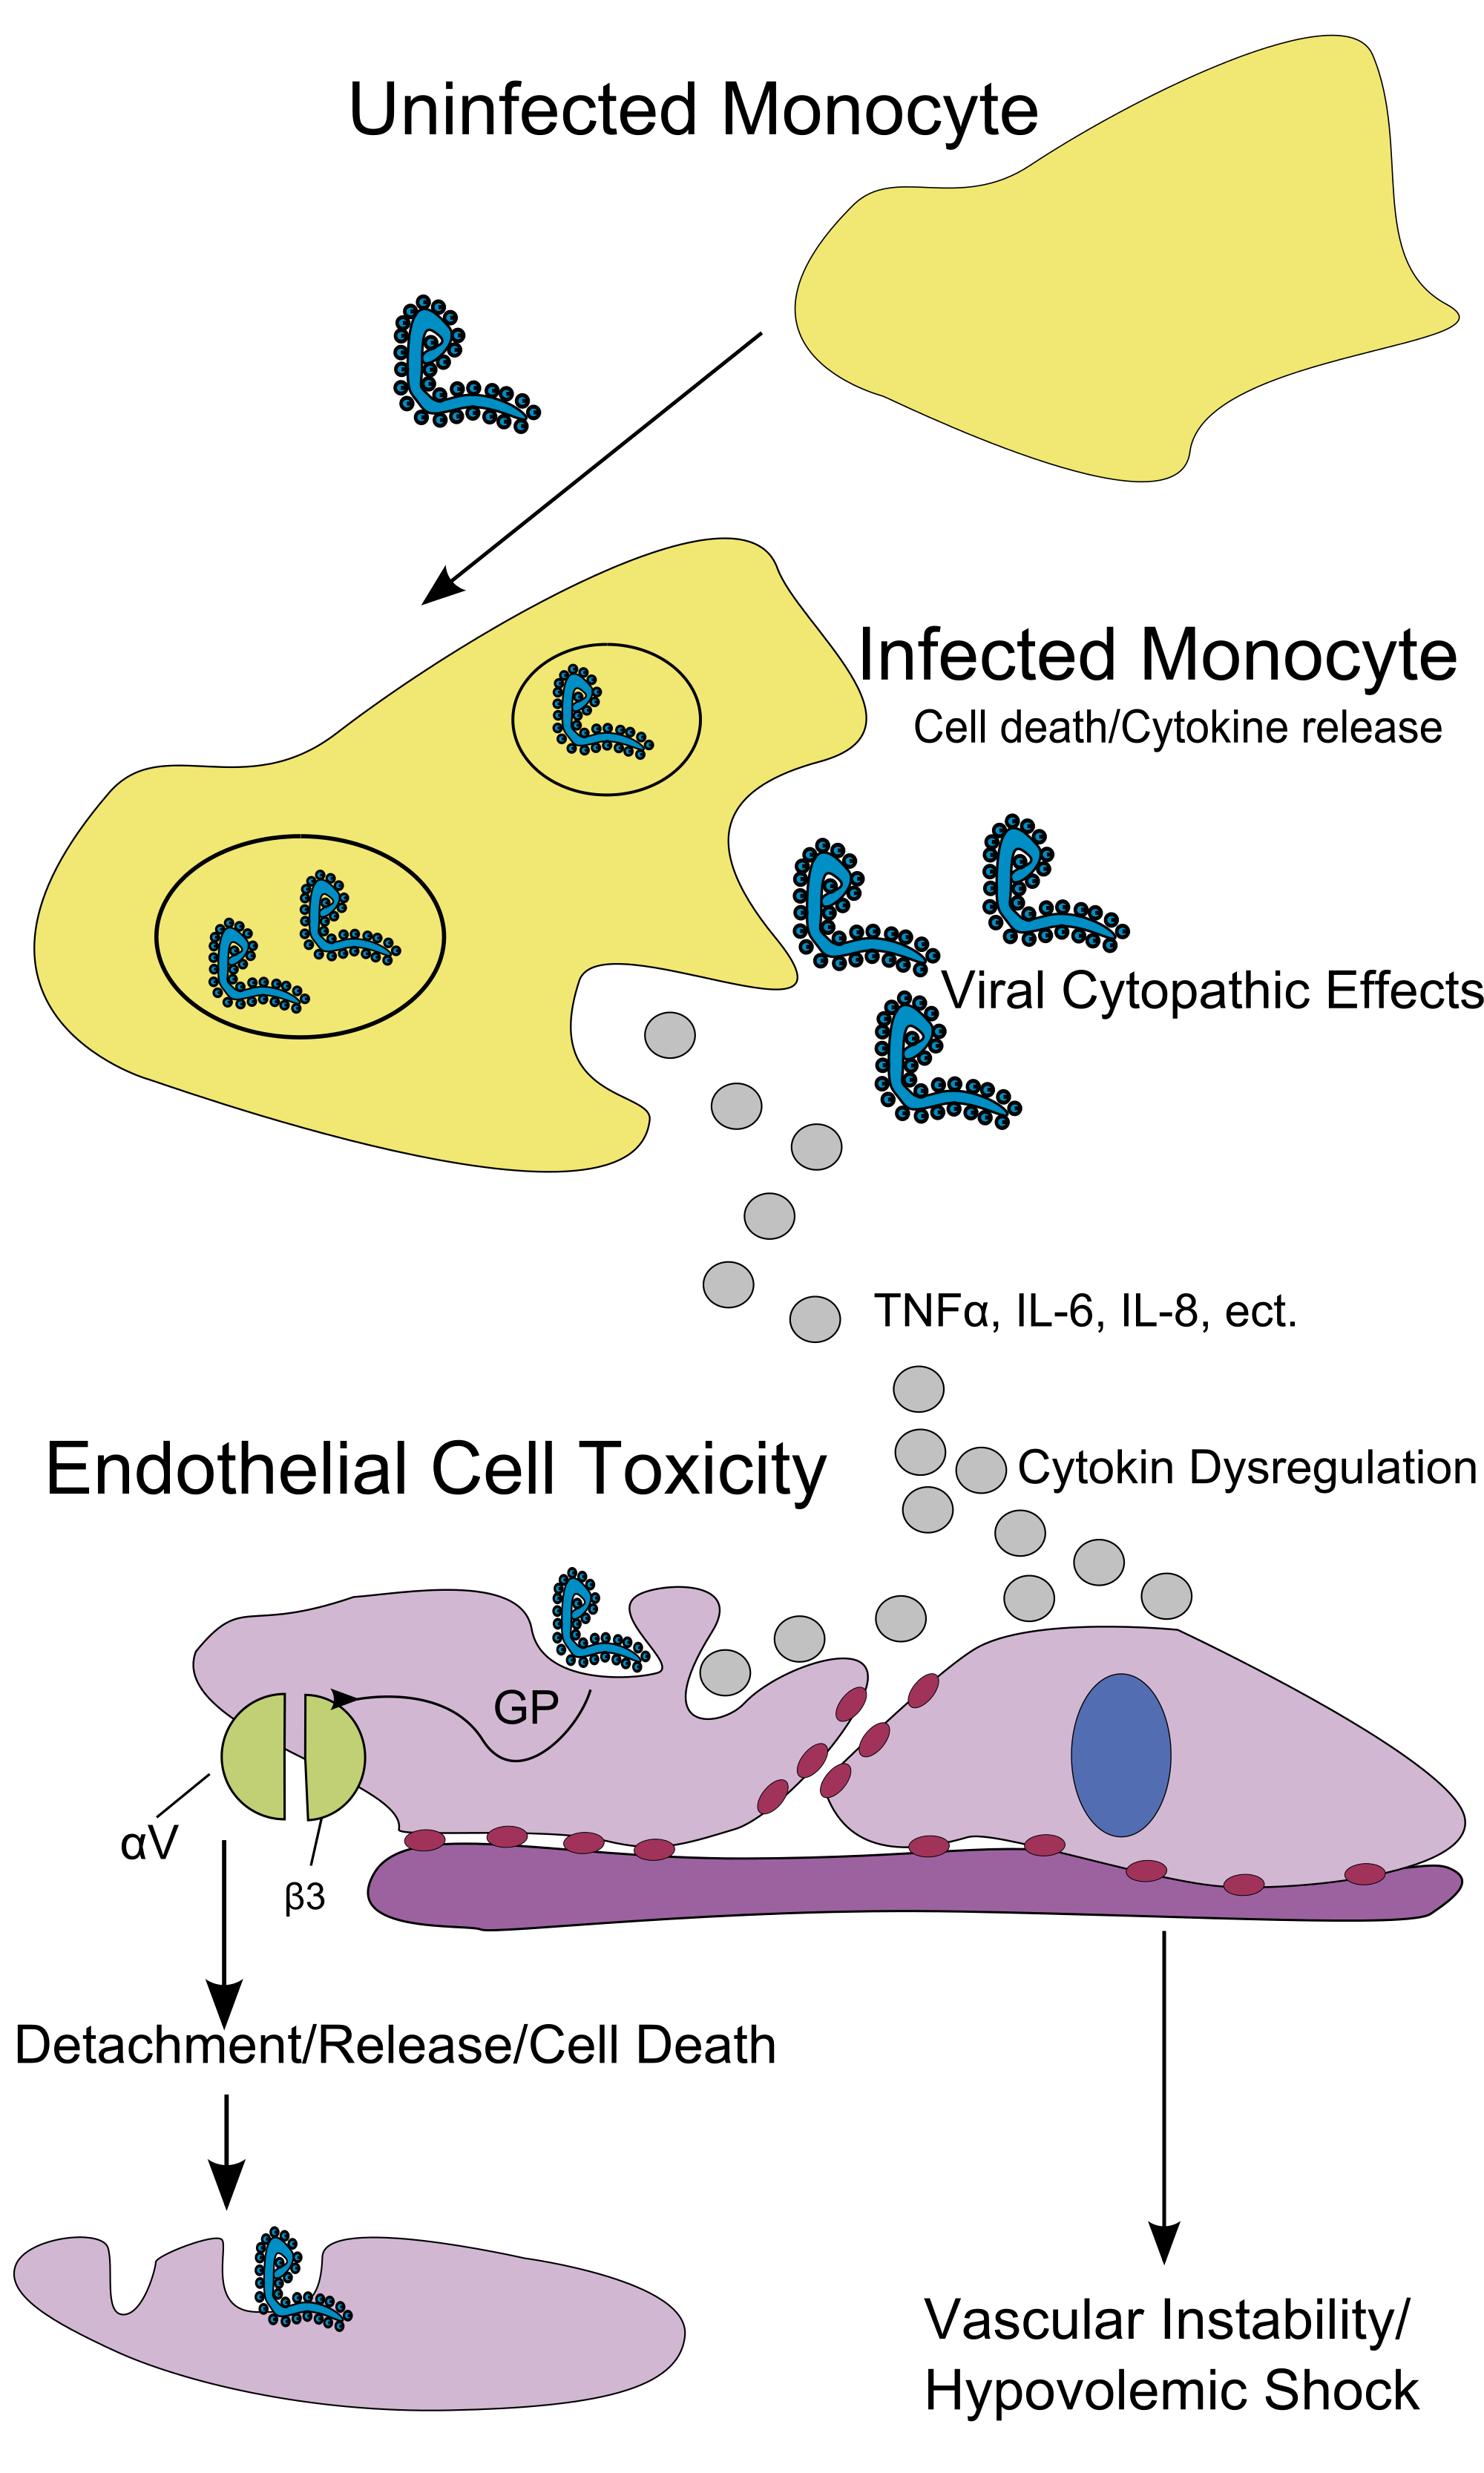 Uninfected Monocyte
Infected Monocyte
Cell death/Cytokine release
Viral Cytopathic Effects
TNFα, IL-6, IL-8, ect.
Endothelial Cell Toxicity
Cytokin Dysregulation
GP
αV
β3
Detachment/Release/Cell Death
Vascular Instability/
Hypovolemic Shock